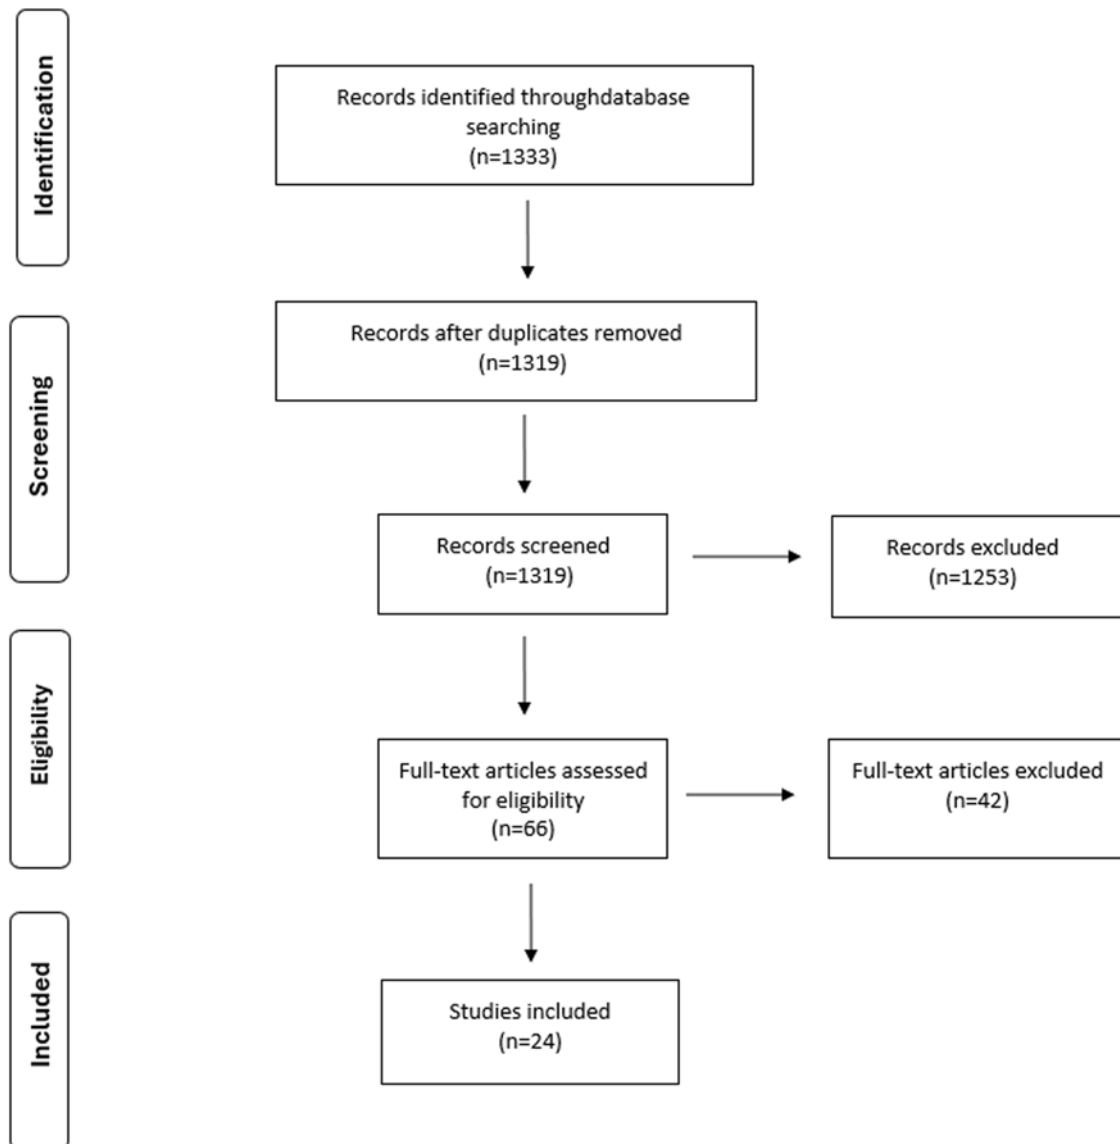 Identification
Records identified throughdatabase
searching
(n=1333)
Records after duplicates removed
(n=1319)
Screening
Records screened
(n=1319)
Records excluded
(n=1253)
Eligibility
Full-text articles assessed
for eligibility
(n=66)
Full-text articles excluded
(n=42)
Included
Studies included
(n=24)